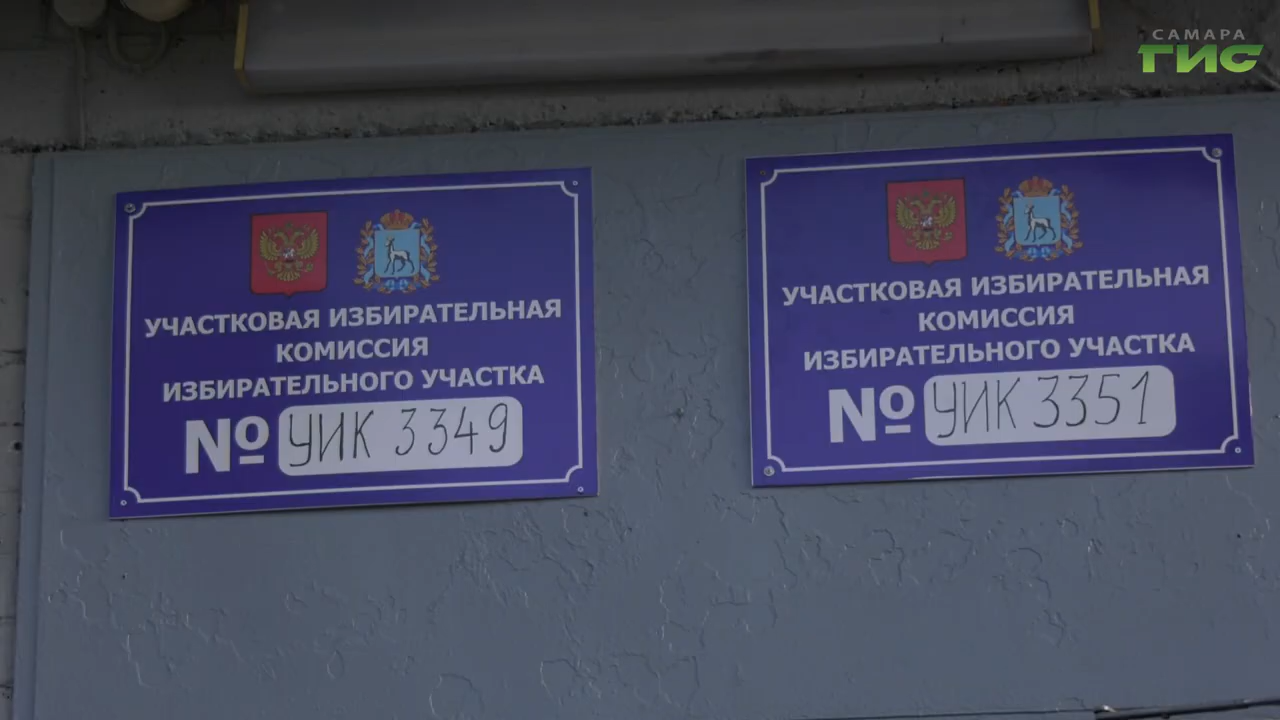 САМАРА
ГИС
УЧАСТКОВАЯ ИЗБИРАТЕЛЬНАЯ
КОМИССИЯ
ИЗБИРАТЕЛЬНОГО УЧАСТКА
№ УИК 3349
УЧАСТКОВАЯ ИЗБИРАТЕЛЬНАЯ
КОМИССИЯ
ИЗБИРАТЕЛЬНОГО УЧАСТКА
№ УИК 3351